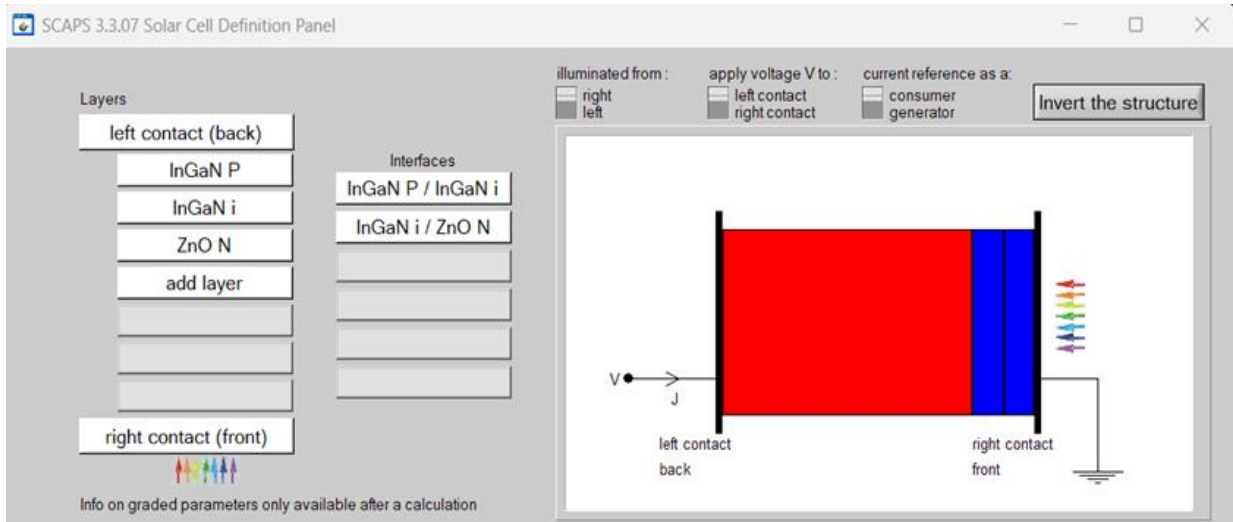 SCAPS 3.3.07 Solar Cell Definition Panel
Layers
left contact (back)
InGaN P
InGaN i
ZnO N
add layer
right contact (front)
Info on graded parameters only available after a calculation
Interfaces
InGaN P / InGaN i
InGaN i / ZnO N
illuminated from :
right
left
apply voltage V to :
left contact
right contact
current reference as a:
consumer
generator
Invert the structure
V
J
left contact
back
right contact
front